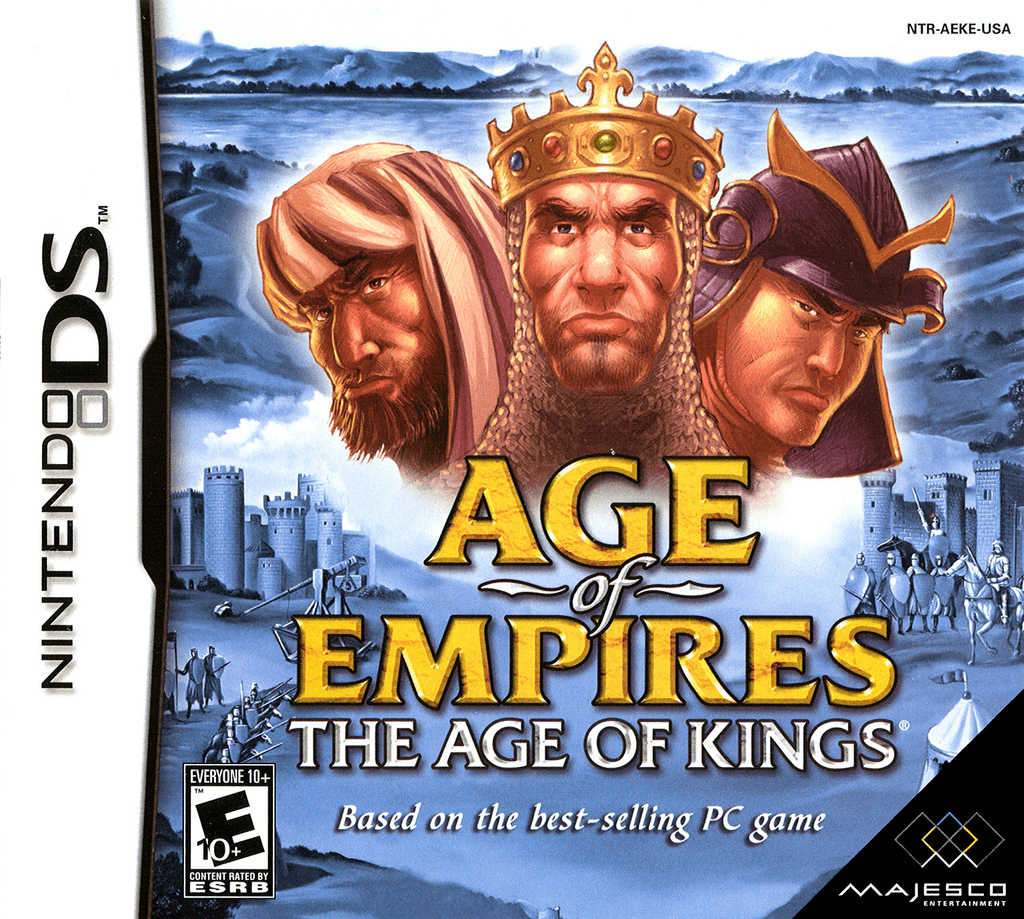 NTR-AEKE-USA
NINTENDO DS™
AGE
of
EMPIRES
THE AGE OF KINGS®
Based on the best-selling PC game
EVERYONE 10+
™
E
10+
CONTENT RATED BY
ESRB
MAJESCO
ENTERTAINMENT